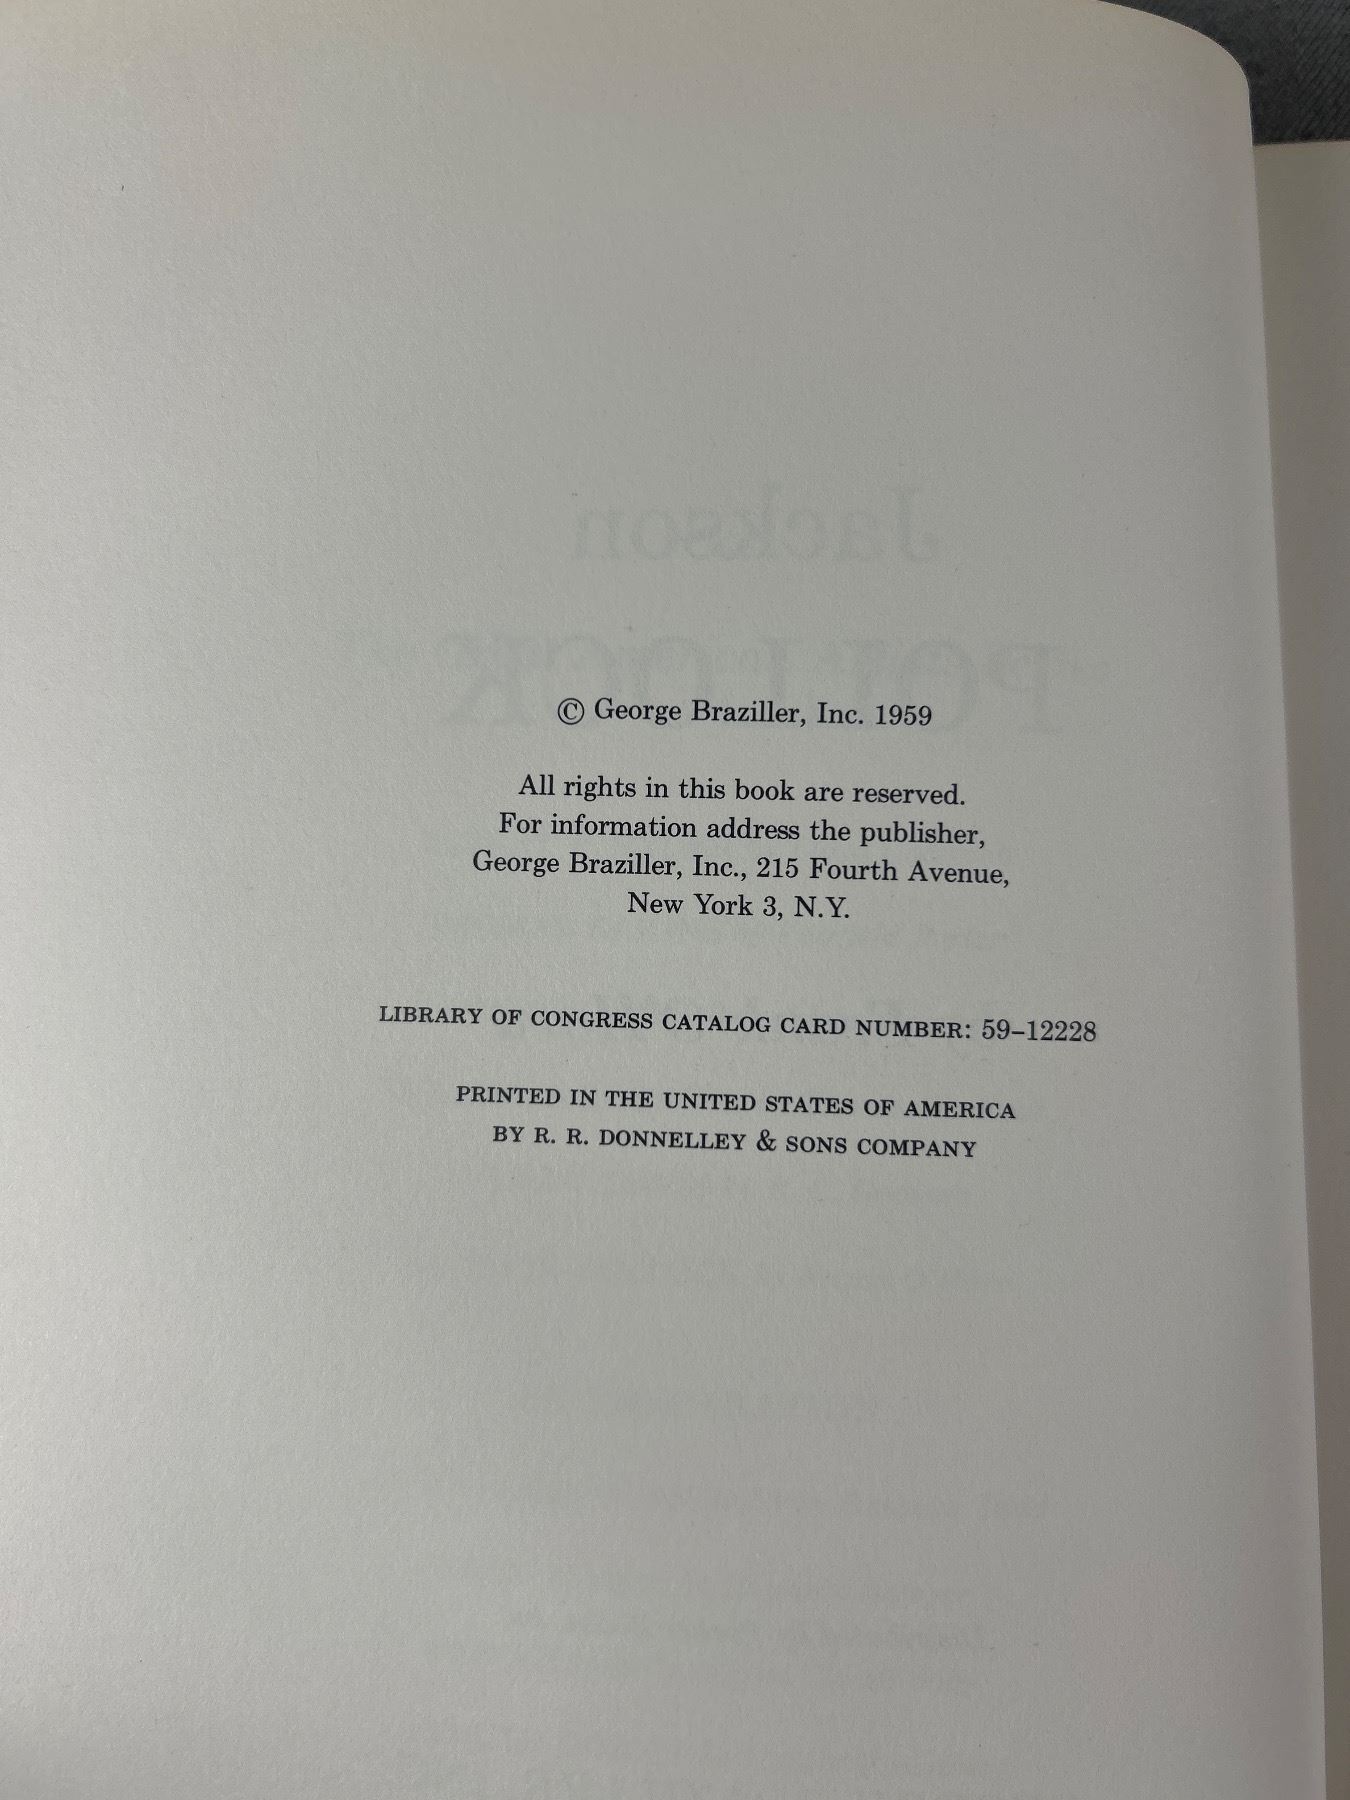 © George Braziller, Inc. 1959
All rights in this book are reserved.
For information address the publisher,
George Braziller, Inc., 215 Fourth Avenue,
New York 3, N.Y.
LIBRARY OF CONGRESS CATALOG CARD NUMBER: 59–12228
PRINTED IN THE UNITED STATES OF AMERICA
BY R. R. DONNELLEY & SONS COMPANY
Jackson
POLLOCK